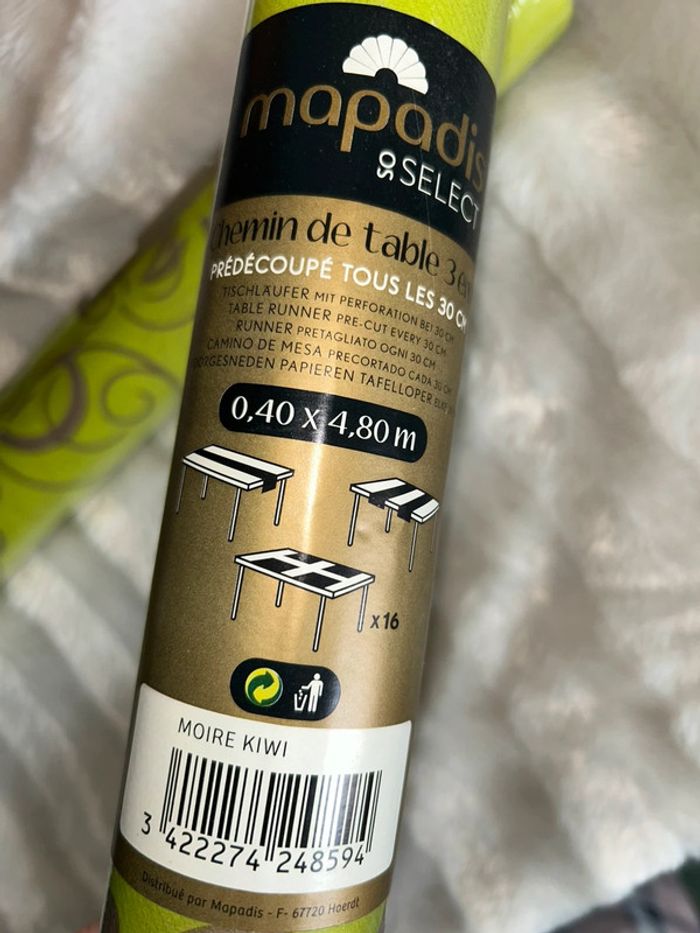 mapadis
SO SELECT
Chemin de table 3 en
PRÉDÉCOUPÉ TOUS LES 30 CM
TISCHLÄUFER MIT PERFORATION BEI 30 CM
TABLE RUNNER PRE-CUT EVERY 30 CM
RUNNER PRETAGLIATO OGNI 30 CM
CAMINO DE MESA PRECORTADO CADA 30 CM
PAPIEREN TAFELLOPER
0,40 X 4,80 m
x16
MOIRE KIWI
3 422274 248594
Distribué par Mapadis - F- 67720 Hoerdt